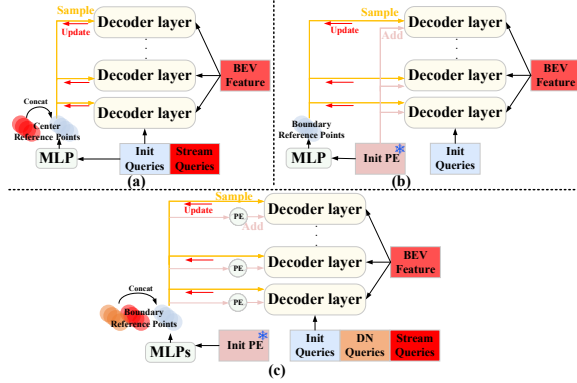 Sample
Update
Decoder layer
Decoder layer
Decoder layer
BEV
Feature
Concat
Center
Reference Points
MLP
Init
Queries
Stream
Queries
(a)
Sample
Update
Add
Decoder layer
Decoder layer
Decoder layer
BEV
Feature
Boundary
Reference Points
MLP
Init PE
Init
Queries
(b)
Sample
Update
PE
Add
Decoder layer
PE
Decoder layer
PE
Decoder layer
BEV
Feature
Concat
Boundary
Reference Points
MLPs
Init PE
Init
Queries
DN
Queries
Stream
Queries
(c)